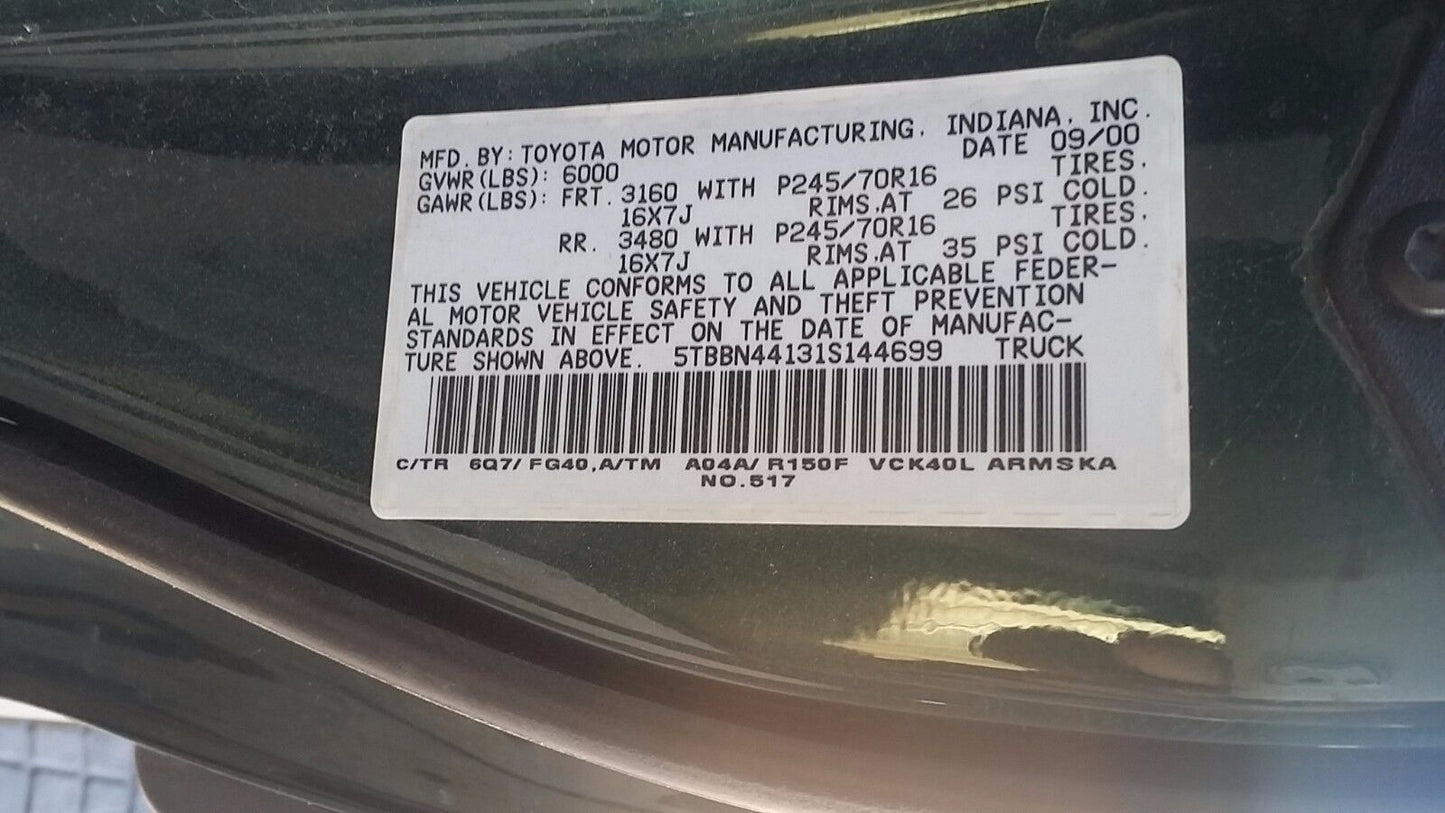 MFD. BY: TOYOTA MOTOR MANUFACTURING, INDIANA, INC.
GVWR(LBS): 6000 DATE 09/00
GAWR(LBS): FRT. 3160 WITH P245/70R16 TIRES.
16X7J RIMS.AT 26 PSI COLD.
RR. 3480 WITH P245/70R16 TIRES.
16X7J RIMS.AT 35 PSI COLD.
THIS VEHICLE CONFORMS TO ALL APPLICABLE FEDER-
AL MOTOR VEHICLE SAFETY AND THEFT PREVENTION
STANDARDS IN EFFECT ON THE DATE OF MANUFAC-
TURE SHOWN ABOVE. 5TBBN44131S144699 TRUCK
C/TR 6Q7/FG40,A/TM A04A/R150F VCK40L ARMSKA
NO.517